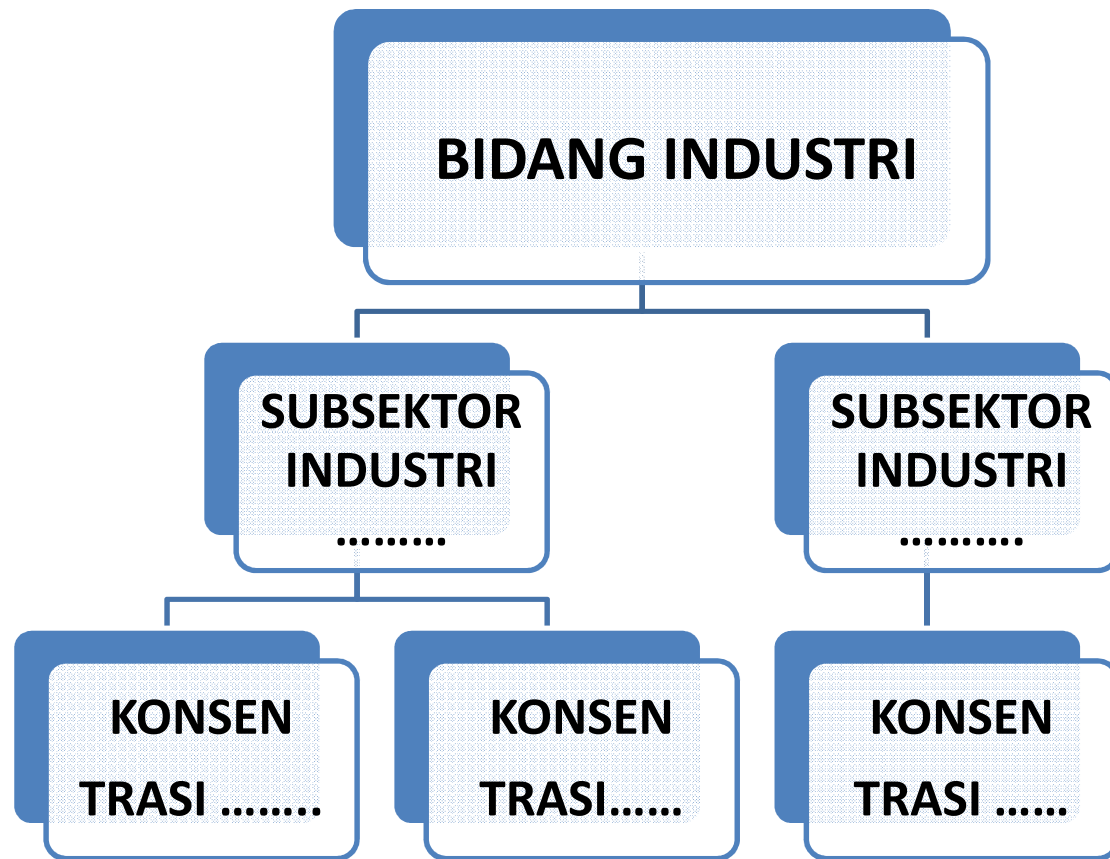 BIDANG INDUSTRI
SUBSEKTOR
INDUSTRI
.........
SUBSEKTOR
INDUSTRI
..........
KONSEN
TRASI ........
KONSEN
TRASI......
KONSEN
TRASI ......